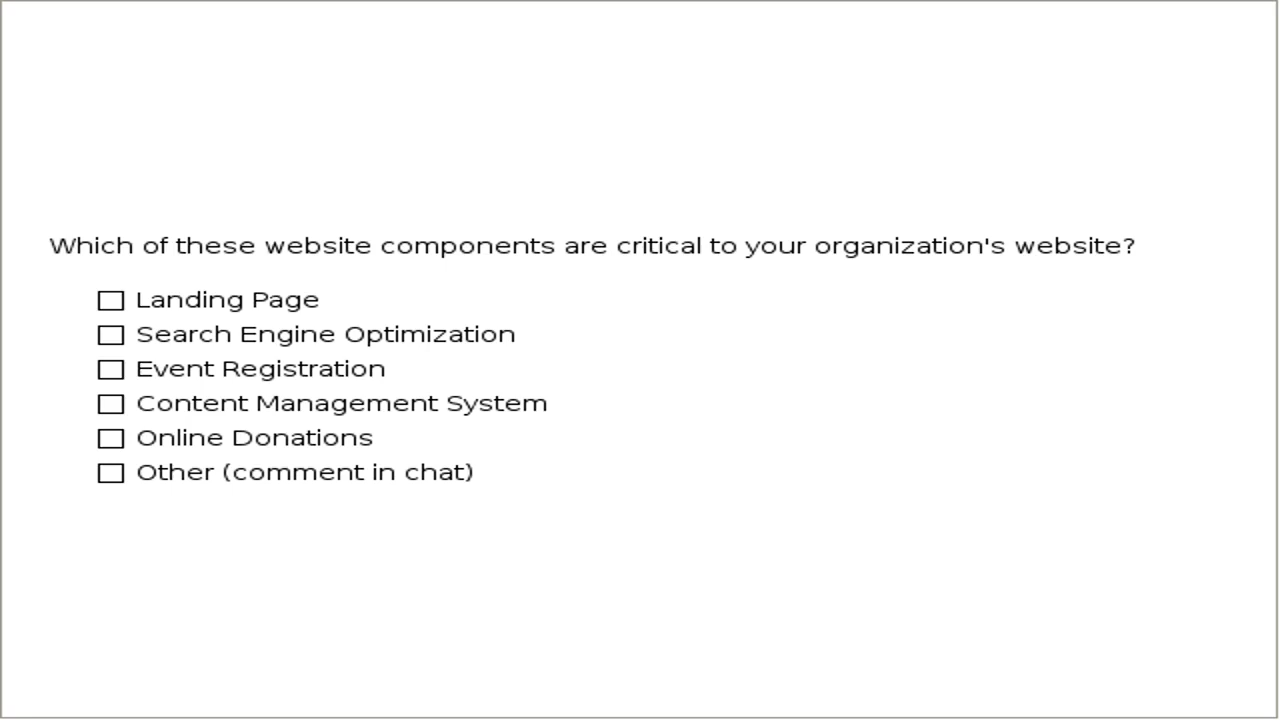 Which of these website components are critical to your organization's website?
Landing Page
Search Engine Optimization
Event Registration
Content Management System
Online Donations
Other (comment in chat)